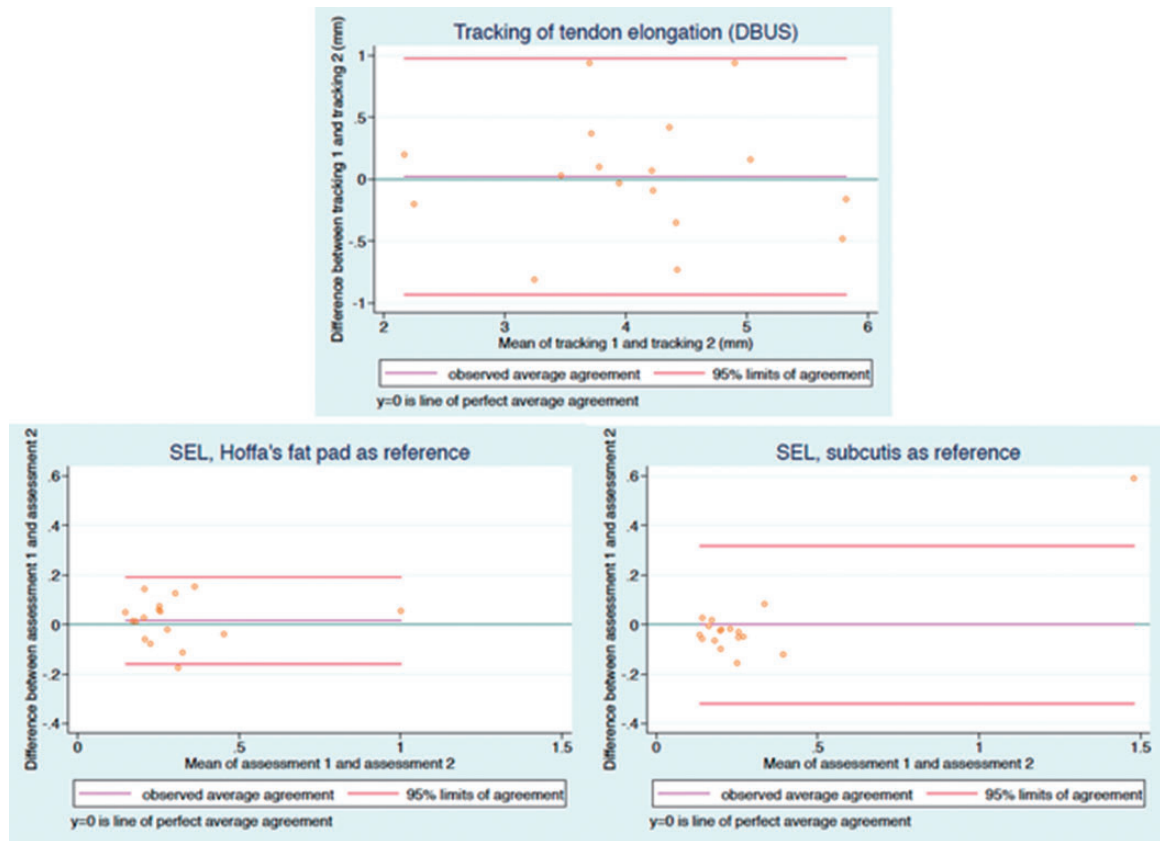 Tracking of tendon elongation (DBUS)
Difference between tracking 1 and tracking 2 (mm)
1
.5
0
-.5
-1
2 3 4 5 6
Mean of tracking 1 and tracking 2 (mm)
observed average agreement 95% limits of agreement
y=0 is line of perfect average agreement
SEL, Hoffa's fat pad as reference
Difference between assessment 1 and assessment 2
.6
.4
.2
0
-.2
-.4
0 .5 1 1.5
Mean of assessment 1 and assessment 2
observed average agreement 95% limits of agreement
y=0 is line of perfect average agreement
SEL, subcutis as reference
Difference between assessment 1 and assessment 2
.6
.4
.2
0
-.2
-.4
0 .5 1 1.5
Mean of assessment 1 and assessment 2
observed average agreement 95% limits of agreement
y=0 is line of perfect average agreement